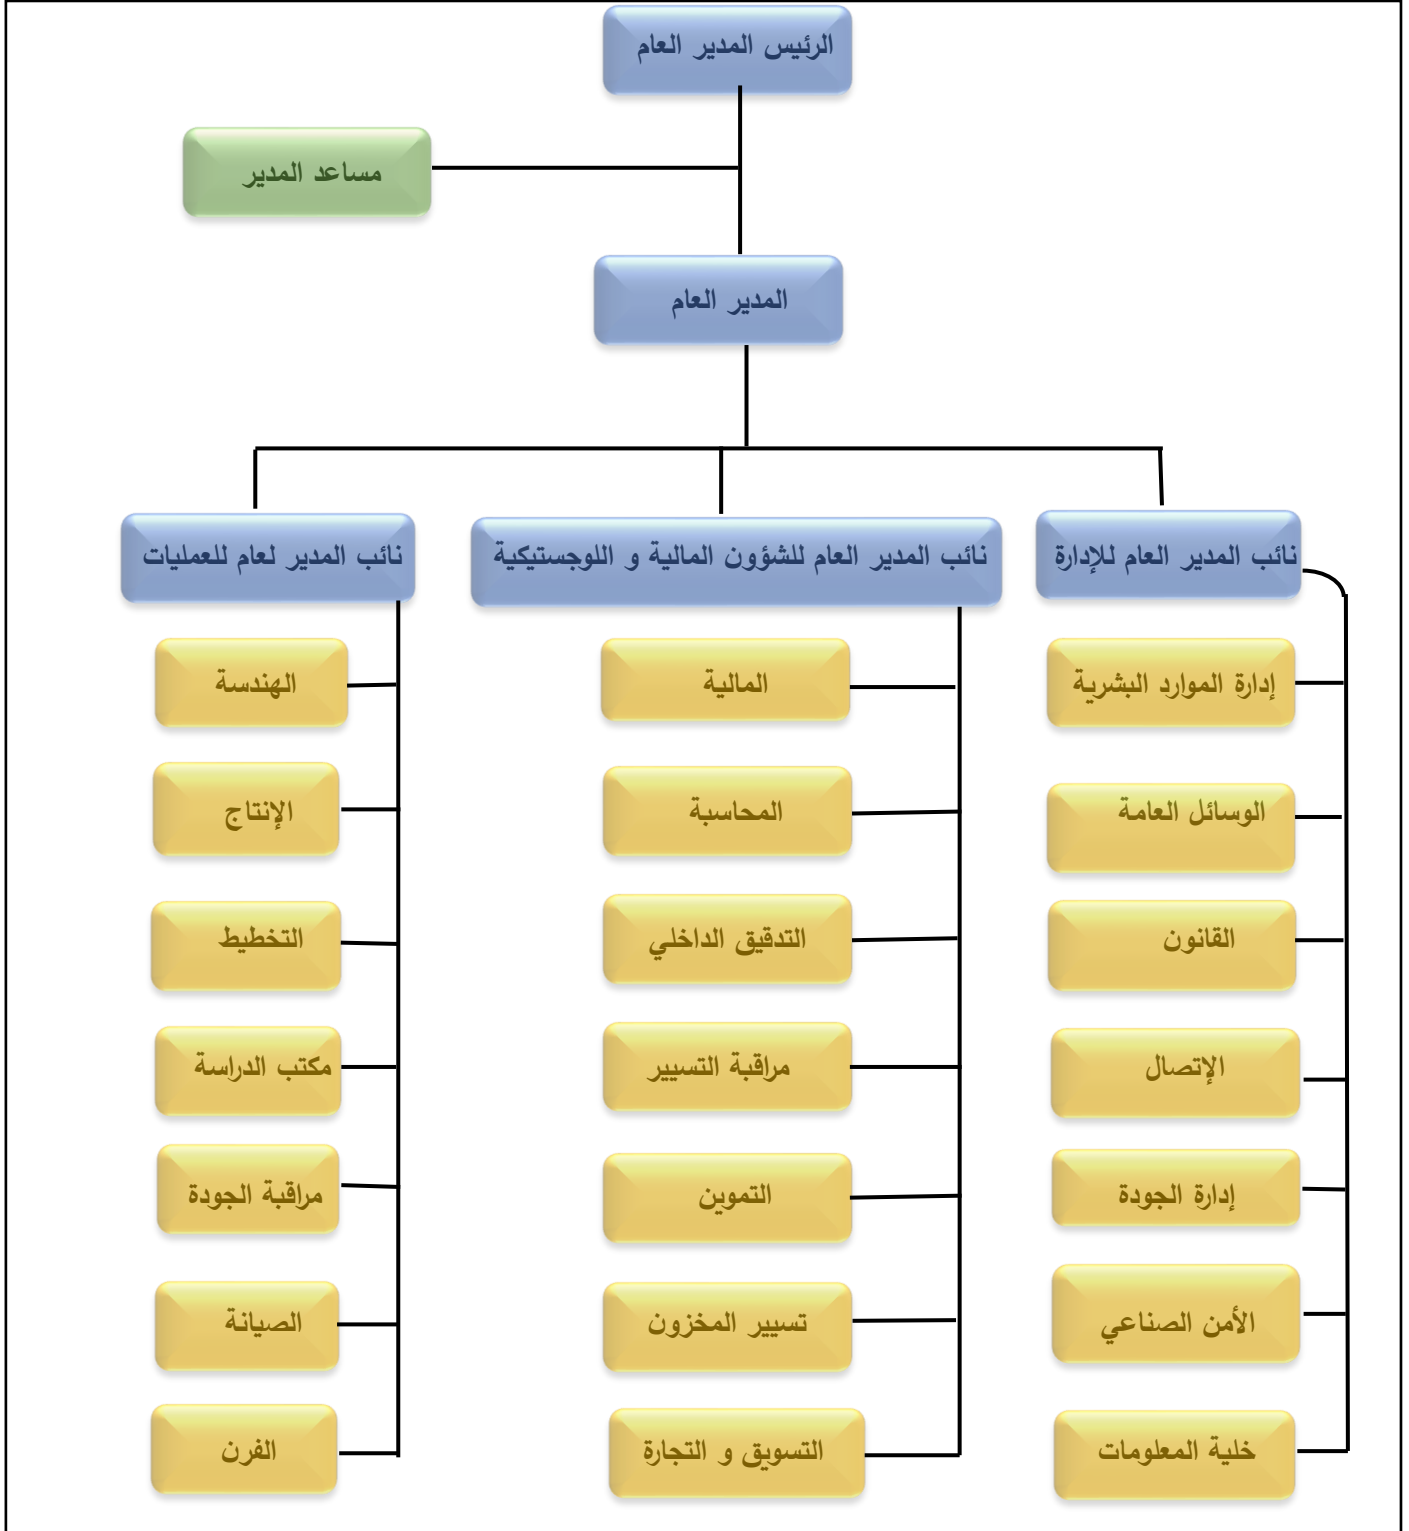 الرئيس المدير العام
مساعد المدير
المدير العام
نائب المدير العام للإدارة
نائب المدير العام للشؤون المالية و اللوجستيكية
نائب المدير لعام للعمليات
إدارة الموارد البشرية
الوسائل العامة
القانون
الإتصال
إدارة الجودة
الأمن الصناعي
خلية المعلومات
المالية
المحاسبة
التدقيق الداخلي
مراقبة التسيير
التموين
تسيير المخزون
التسويق و التجارة
الهندسة
الإنتاج
التخطيط
مكتب الدراسة
مراقبة الجودة
الصيانة
الفرن